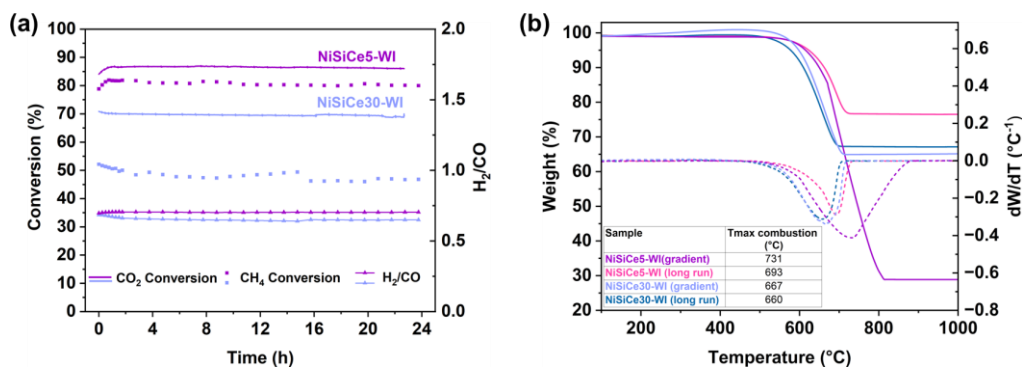 (a)
100
90
80
70
60
50
40
30
20
10
0
Conversion (%)
NiSiCe5-WI
NiSiCe30-WI
CO₂ Conversion CH₄ Conversion H₂/CO
0 4 8 12 16 20 24
Time (h)
2.0
1.5
1.0
0.5
0.0
H₂/CO
(b)
100
90
80
70
60
50
40
30
20
Weight (%)
Sample Tmax combustion (°C)
NiSiCe5-WI(gradient) 731
NiSiCe5-WI (long run) 693
NiSiCe30-WI (gradient) 667
NiSiCe30-WI (long run) 660
200 400 600 800 1000
Temperature (°C)
0.6
0.4
0.2
0.0
−0.2
−0.4
−0.6
−0.8
dW/dT (°C⁻¹)